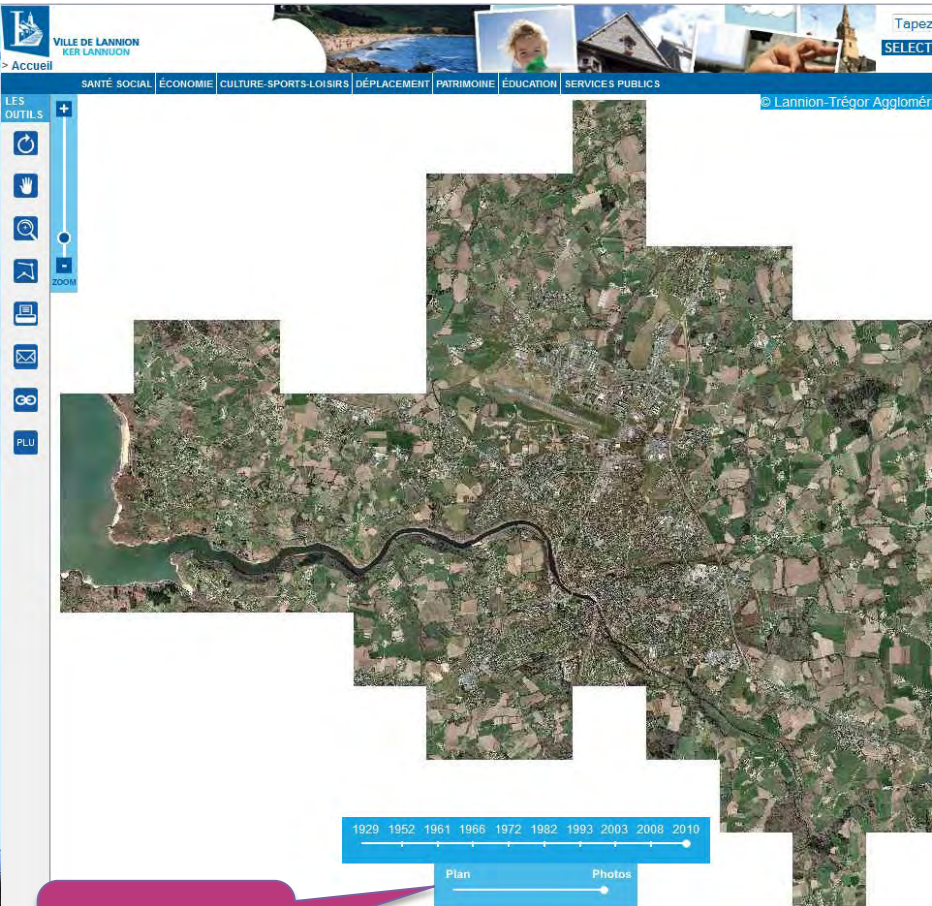 VILLE DE LANNION
KER LANNUON
> Accueil
Tapez
SELECT
SANTÉ SOCIAL ÉCONOMIE CULTURE-SPORTS-LOISIRS DÉPLACEMENT PATRIMOINE ÉDUCATION SERVICES PUBLICS
© Lannion-Trégor Agglomér
LES
OUTILS
+
-
ZOOM
PLU
1929 1952 1961 1966 1972 1982 1993 2003 2008 2010
Plan Photos